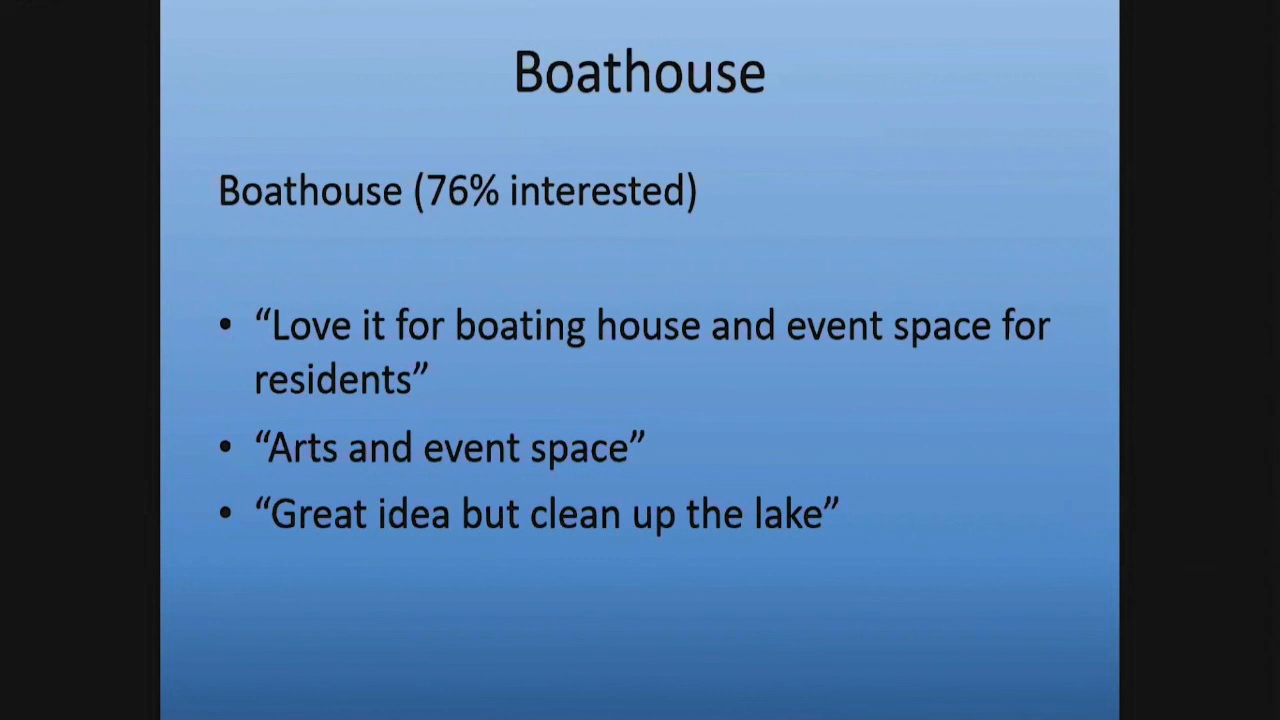 Boathouse
Boathouse (76% interested)
• “Love it for boating house and event space for
residents”
• “Arts and event space”
• “Great idea but clean up the lake”